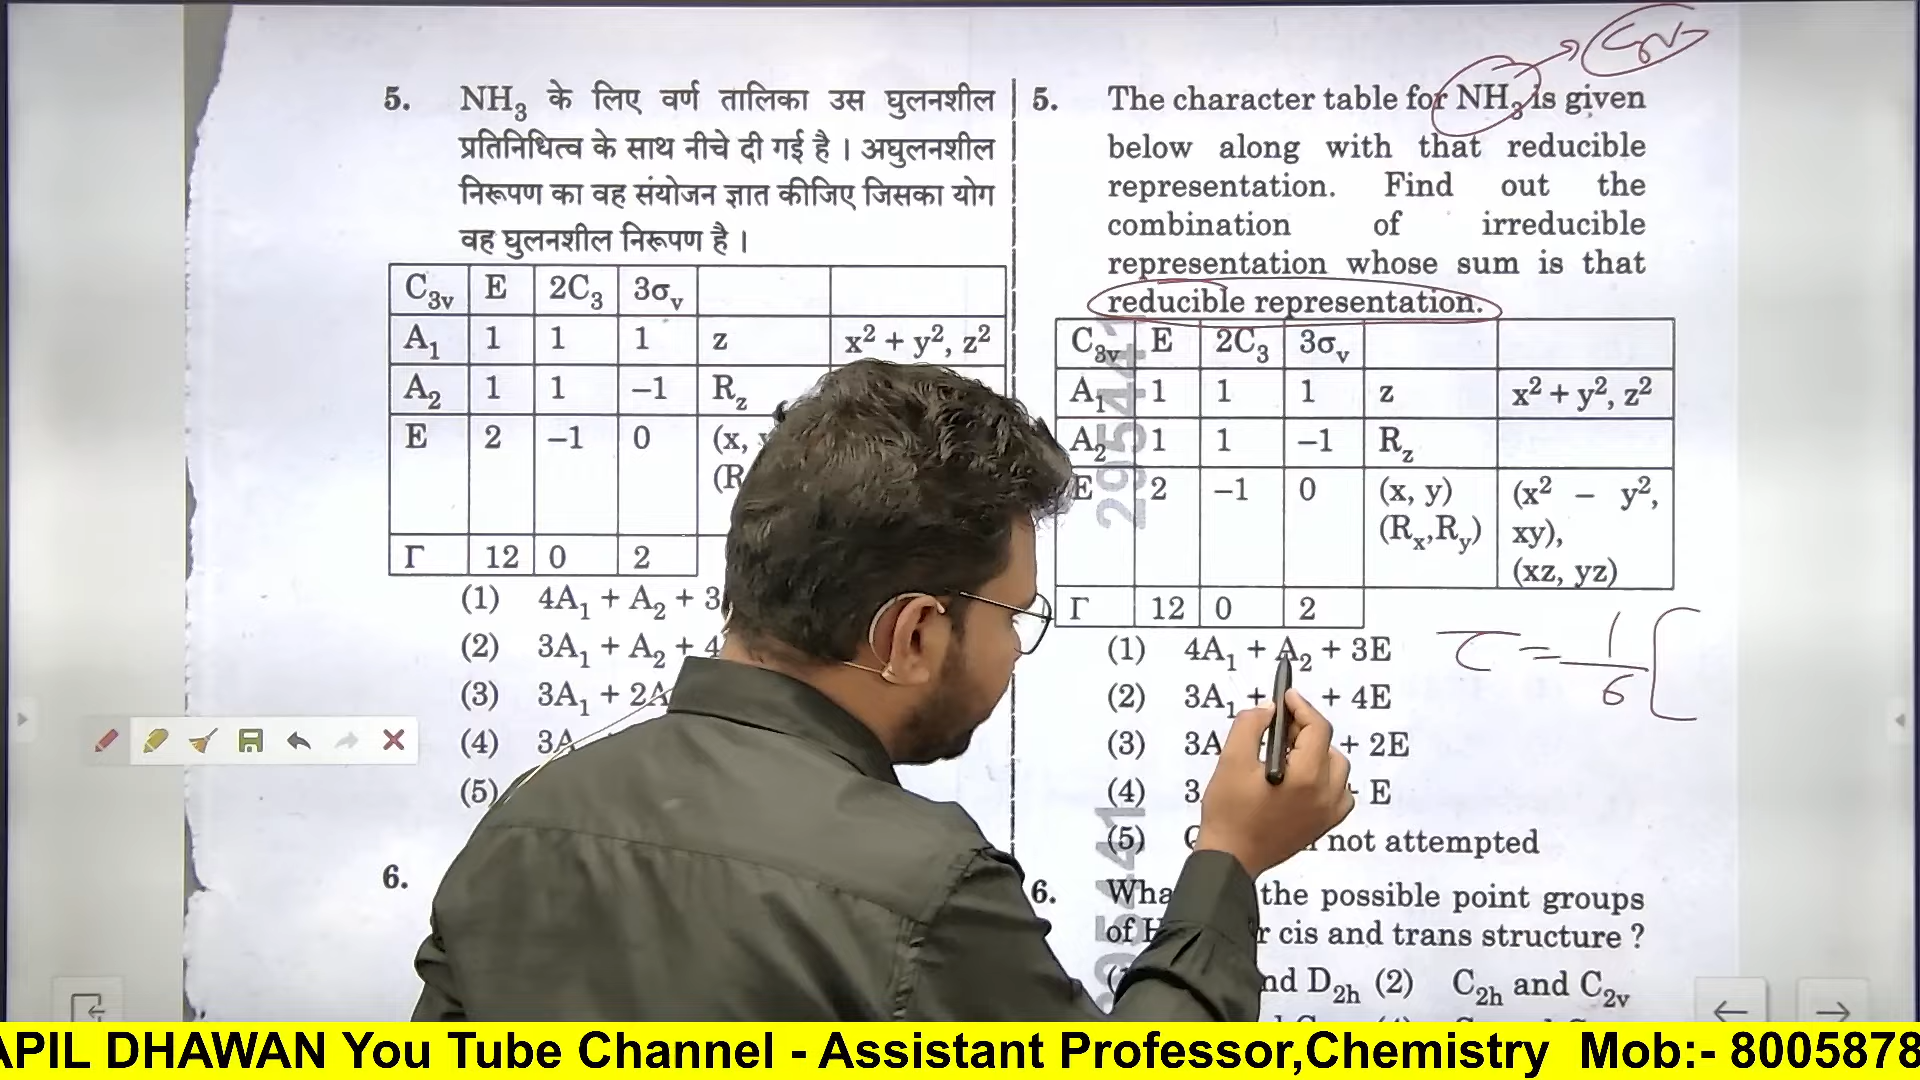 5. NH₃ के लिए वर्ण तालिका उस घुलनशील
प्रतिनिधित्व के साथ नीचे दी गई है । अघुलनशील
निरूपण का वह संयोजन ज्ञात कीजिए जिसका योग
वह घुलनशील निरूपण है ।
C₃ᵥ E 2C₃ 3σᵥ
A₁ 1 1 1 z x² + y², z²
A₂ 1 1 –1 R_z
E 2 –1 0 (x,
(R
Γ 12 0 2
(1) 4A₁ + A₂ + 3
(2) 3A₁ + A₂ + 4
(3) 3A₁ + 2A
(4) 3A
(5)
6.
5. The character table for NH₃ is given
below along with that reducible
representation. Find out the
combination of irreducible
representation whose sum is that
reducible representation.
C₃ᵥ E 2C₃ 3σᵥ
A₁ 1 1 1 z x² + y², z²
A₂ 1 1 –1 R_z
E 2 –1 0 (x, y) (x² – y²,
(Rₓ,R_y) xy),
(xz, yz)
Γ 12 0 2
(1) 4A₁ + A₂ + 3E
(2) 3A₁ + + 4E
(3) 3A + 2E
(4) 3 E
(5) not attempted
= 1/6 [
295441
6. the possible point groups
of cis and trans structure ?
D₂h (2) C₂h and C₂ᵥ
APIL DHAWAN You Tube Channel - Assistant Professor,Chemistry Mob:- 8005878